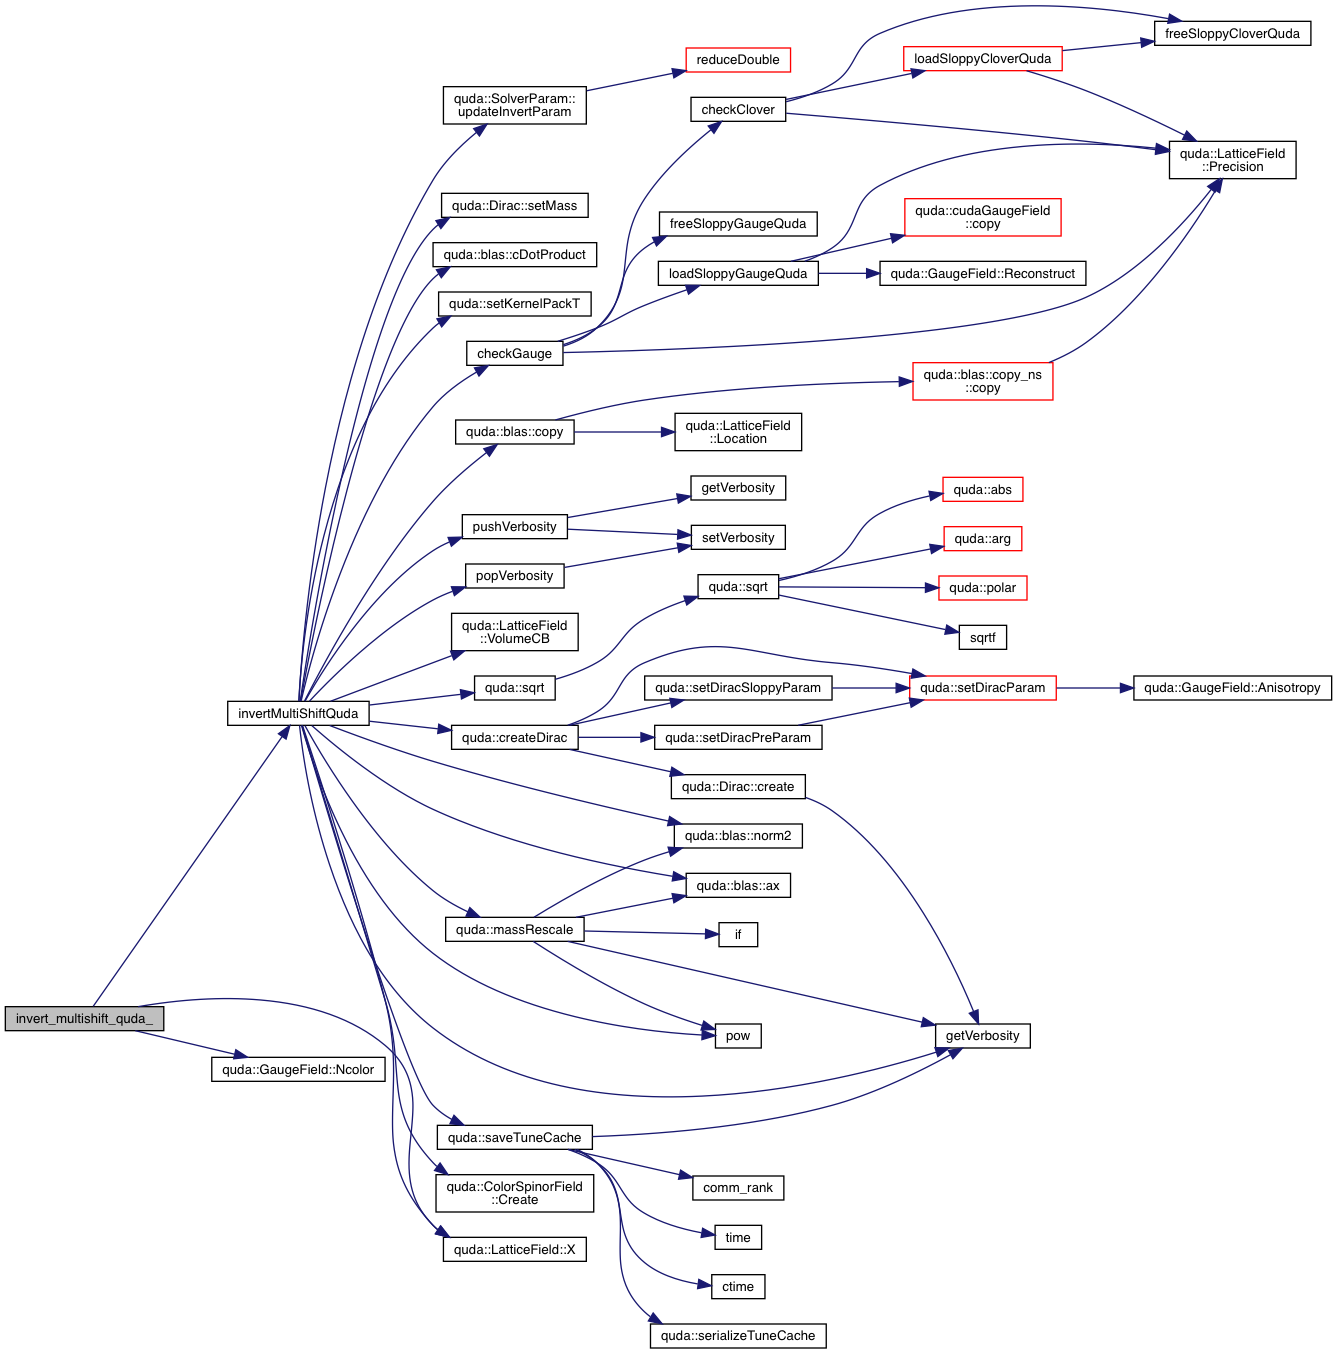 freeSloppyCloverQuda
loadSloppyCloverQuda
reduceDouble
quda::SolverParam::
updateInvertParam
checkClover
quda::LatticeField
::Precision
quda::Dirac::setMass
quda::cudaGaugeField
::copy
freeSloppyGaugeQuda
quda::blas::cDotProduct
loadSloppyGaugeQuda
quda::GaugeField::Reconstruct
quda::setKernelPackT
checkGauge
quda::blas::copy_ns
::copy
quda::blas::copy
quda::LatticeField
::Location
getVerbosity
quda::abs
pushVerbosity
setVerbosity
quda::arg
popVerbosity
quda::sqrt
quda::polar
quda::LatticeField
::VolumeCB
sqrtf
quda::sqrt
quda::setDiracSloppyParam
quda::setDiracParam
quda::GaugeField::Anisotropy
invertMultiShiftQuda
quda::createDirac
quda::setDiracPreParam
quda::Dirac::create
quda::blas::norm2
quda::blas::ax
quda::massRescale
if
invert_multishift_quda_
pow
getVerbosity
quda::GaugeField::Ncolor
quda::saveTuneCache
quda::ColorSpinorField
::Create
comm_rank
time
quda::LatticeField::X
ctime
quda::serializeTuneCache